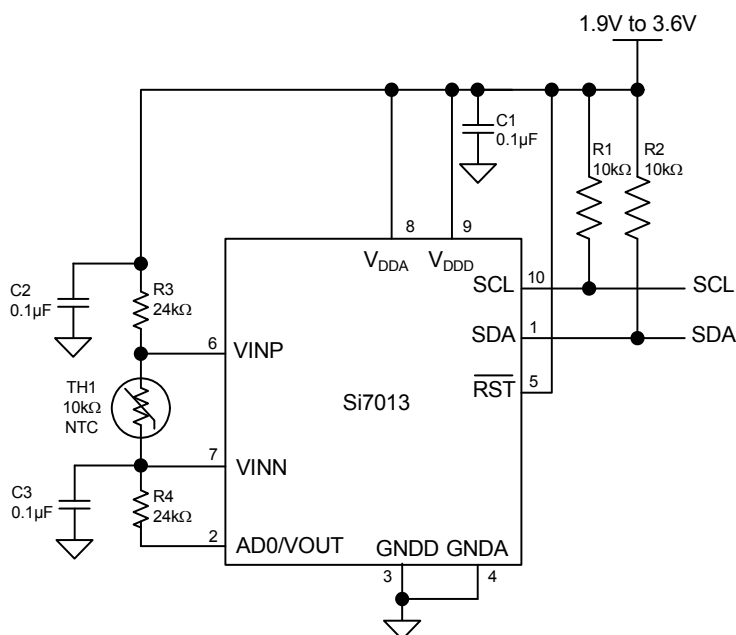 1.9V to 3.6V
C1
0.1µF
R1
10kΩ
R2
10kΩ
8
9
VDDA
VDDD
SCL
10
SCL
C2
0.1µF
R3
24kΩ
6
VINP
SDA
1
SDA
TH1
10kΩ
NTC
Si7013
RST
5
7
VINN
C3
0.1µF
R4
24kΩ
2
AD0/VOUT
GNDD
GNDA
3
4